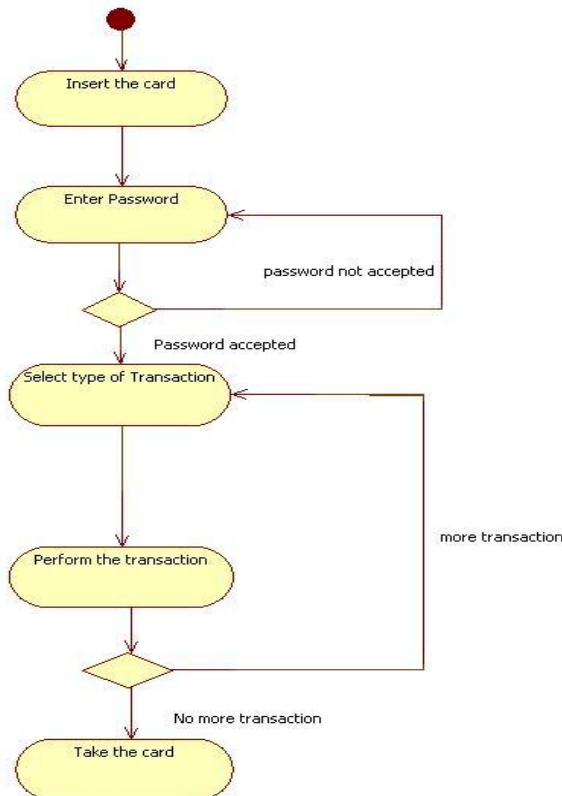 Insert the card
Enter Password
password not accepted
Password accepted
Select type of Transaction
more transaction
Perform the transaction
No more transaction
Take the card